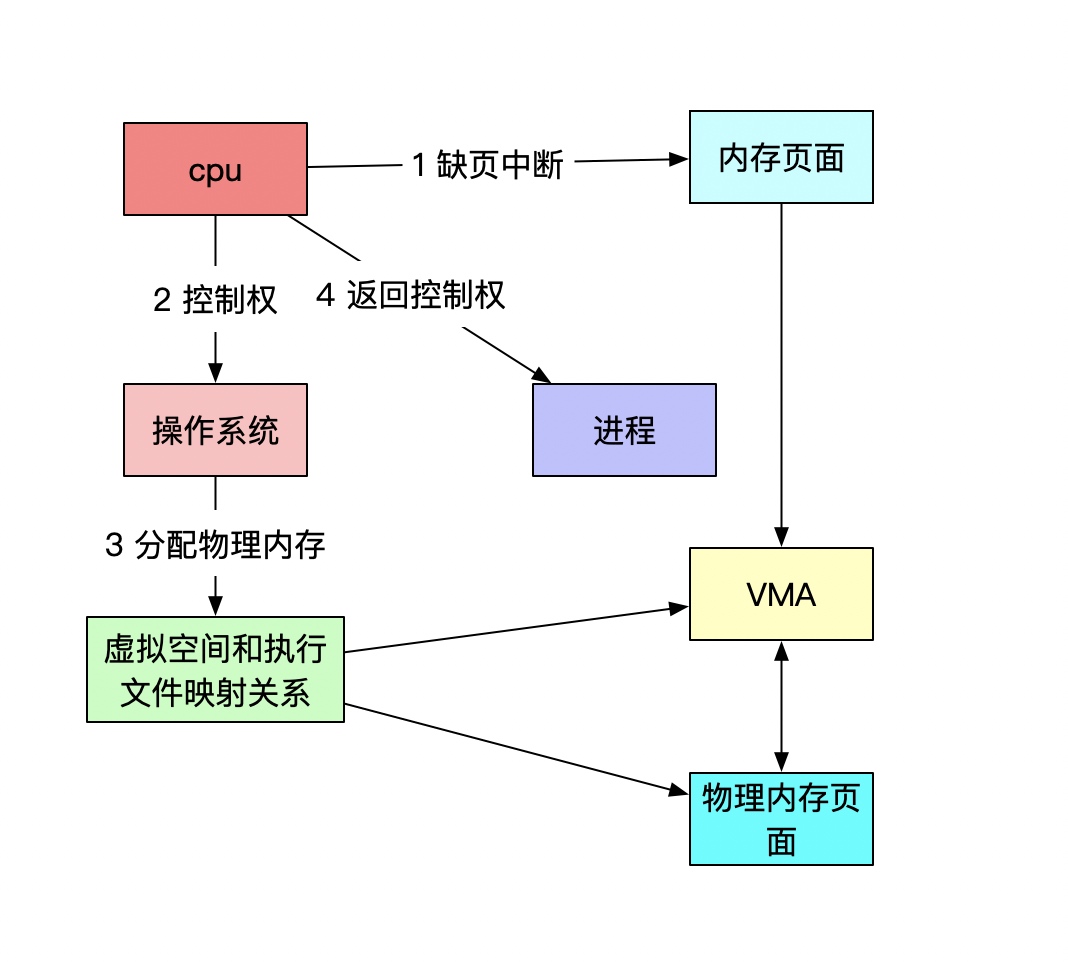 cpu
1 缺页中断
内存页面
2 控制权
4 返回控制权
操作系统
进程
3 分配物理内存
VMA
虚拟空间和执行
文件映射关系
物理内存页
面